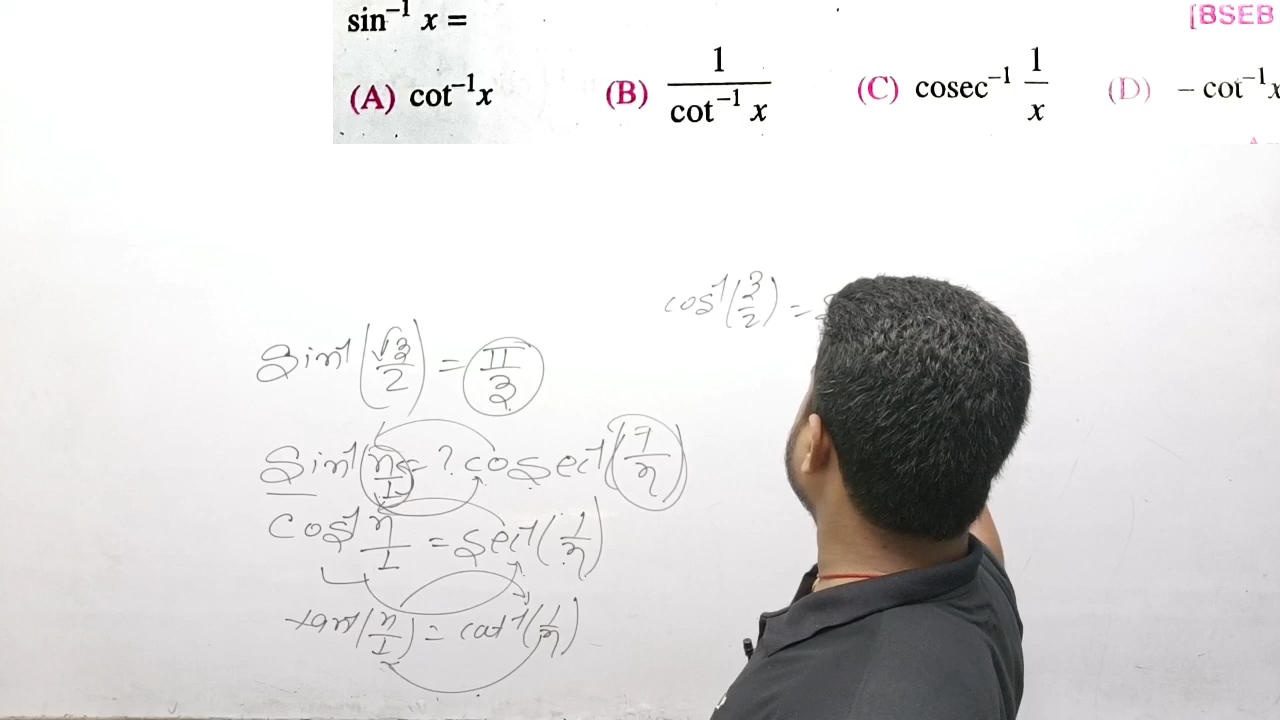 sin⁻¹ x =
[BSEB
(A) cot⁻¹x (B) 1/cot⁻¹ x (C) cosec⁻¹ 1/x (D) − cot⁻¹x
cos⁻¹(3/2) =
sin⁻¹(√3/2) = π/3
sin⁻¹(x/1) = ? cosec⁻¹(1/x)
cos⁻¹ x/1 = sec⁻¹(1/x)
tan⁻¹(x/1) = cot⁻¹(1/x)